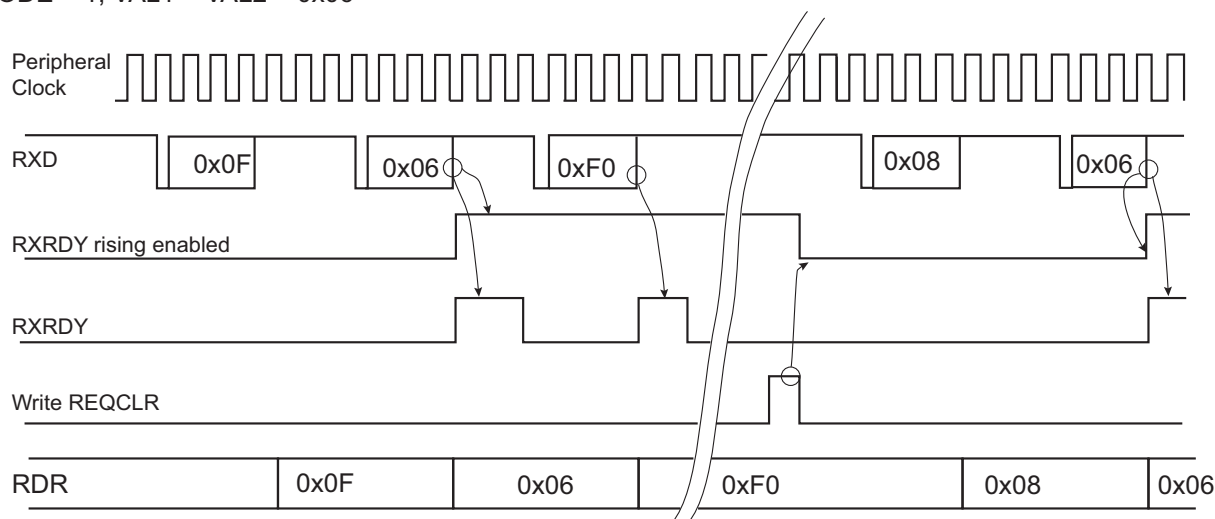 Peripheral
Clock
RXD
0x0F
0x06
0xF0
0x08
0x06
RXRDY rising enabled
RXRDY
Write REQCLR
RDR
0x0F
0x06
0xF0
0x08
0x06